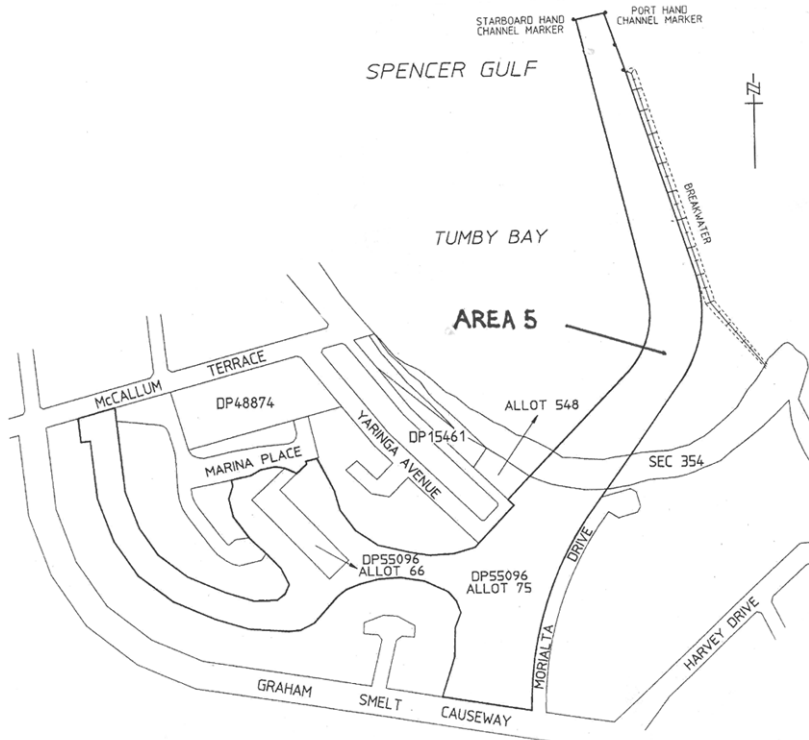 STARBOARD HAND
CHANNEL MARKER
PORT HAND
CHANNEL MARKER
SPENCER GULF
N
BREAKWATER
TUMBY BAY
AREA 5
McCALLUM TERRACE
DP48874
ALLOT 548
DP15461
YARINGA AVENUE
MARINA PLACE
SEC 354
DP55096
ALLOT 66
DP55096
ALLOT 75
MORIALTA DRIVE
HARVEY DRIVE
GRAHAM SMELT CAUSEWAY